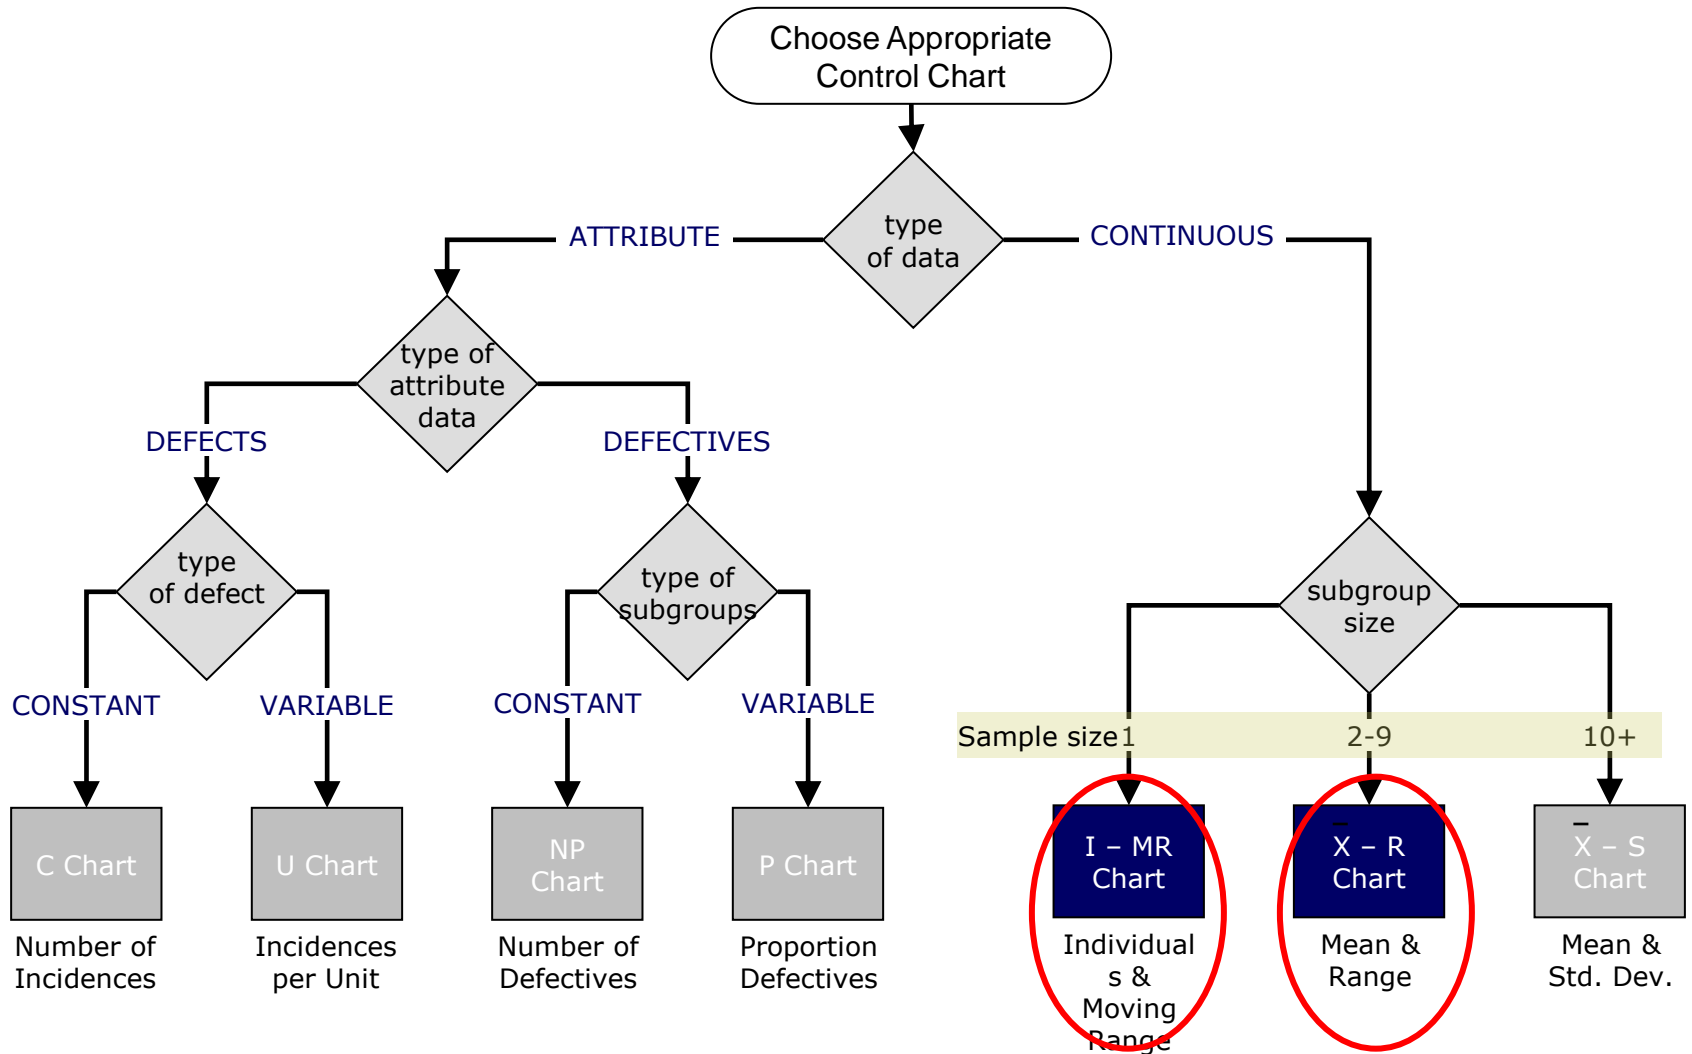 Choose Appropriate
Control Chart
type
of data
ATTRIBUTE
CONTINUOUS
type of
attribute
data
DEFECTS
DEFECTIVES
type
of defect
type of
subgroups
subgroup
size
CONSTANT
VARIABLE
CONSTANT
VARIABLE
Sample size 1
2-9
10+
C Chart
U Chart
NP
Chart
P Chart
I – MR
Chart
X̅ – R
Chart
X̅ – S
Chart
Number of
Incidences
Incidences
per Unit
Number of
Defectives
Proportion
Defectives
Individual
s &
Moving
Range
Mean &
Range
Mean &
Std. Dev.